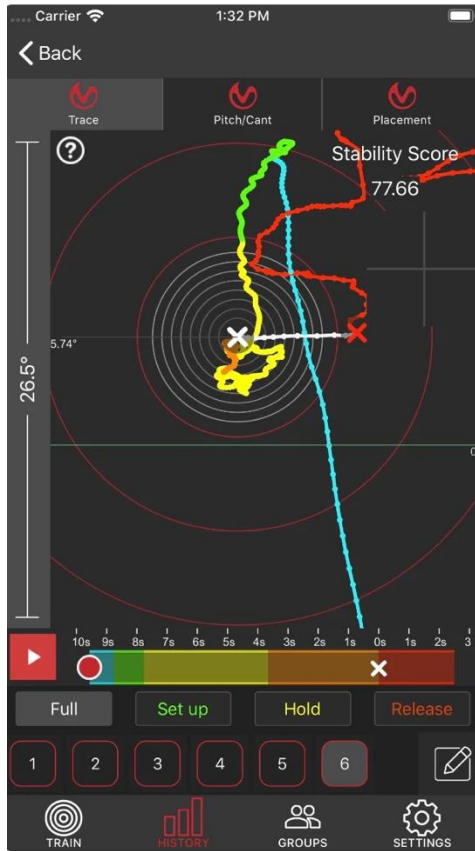 Carrier 1:32 PM
Back
Trace Pitch/Cant Placement
?
Stability Score
77.66
5.74°
26.5°
0
10s 9s 8s 7s 6s 5s 4s 3s 2s 1s 0s 1s 2s 3
Full Set up Hold Release
1 2 3 4 5 6
TRAIN HISTORY GROUPS SETTINGS